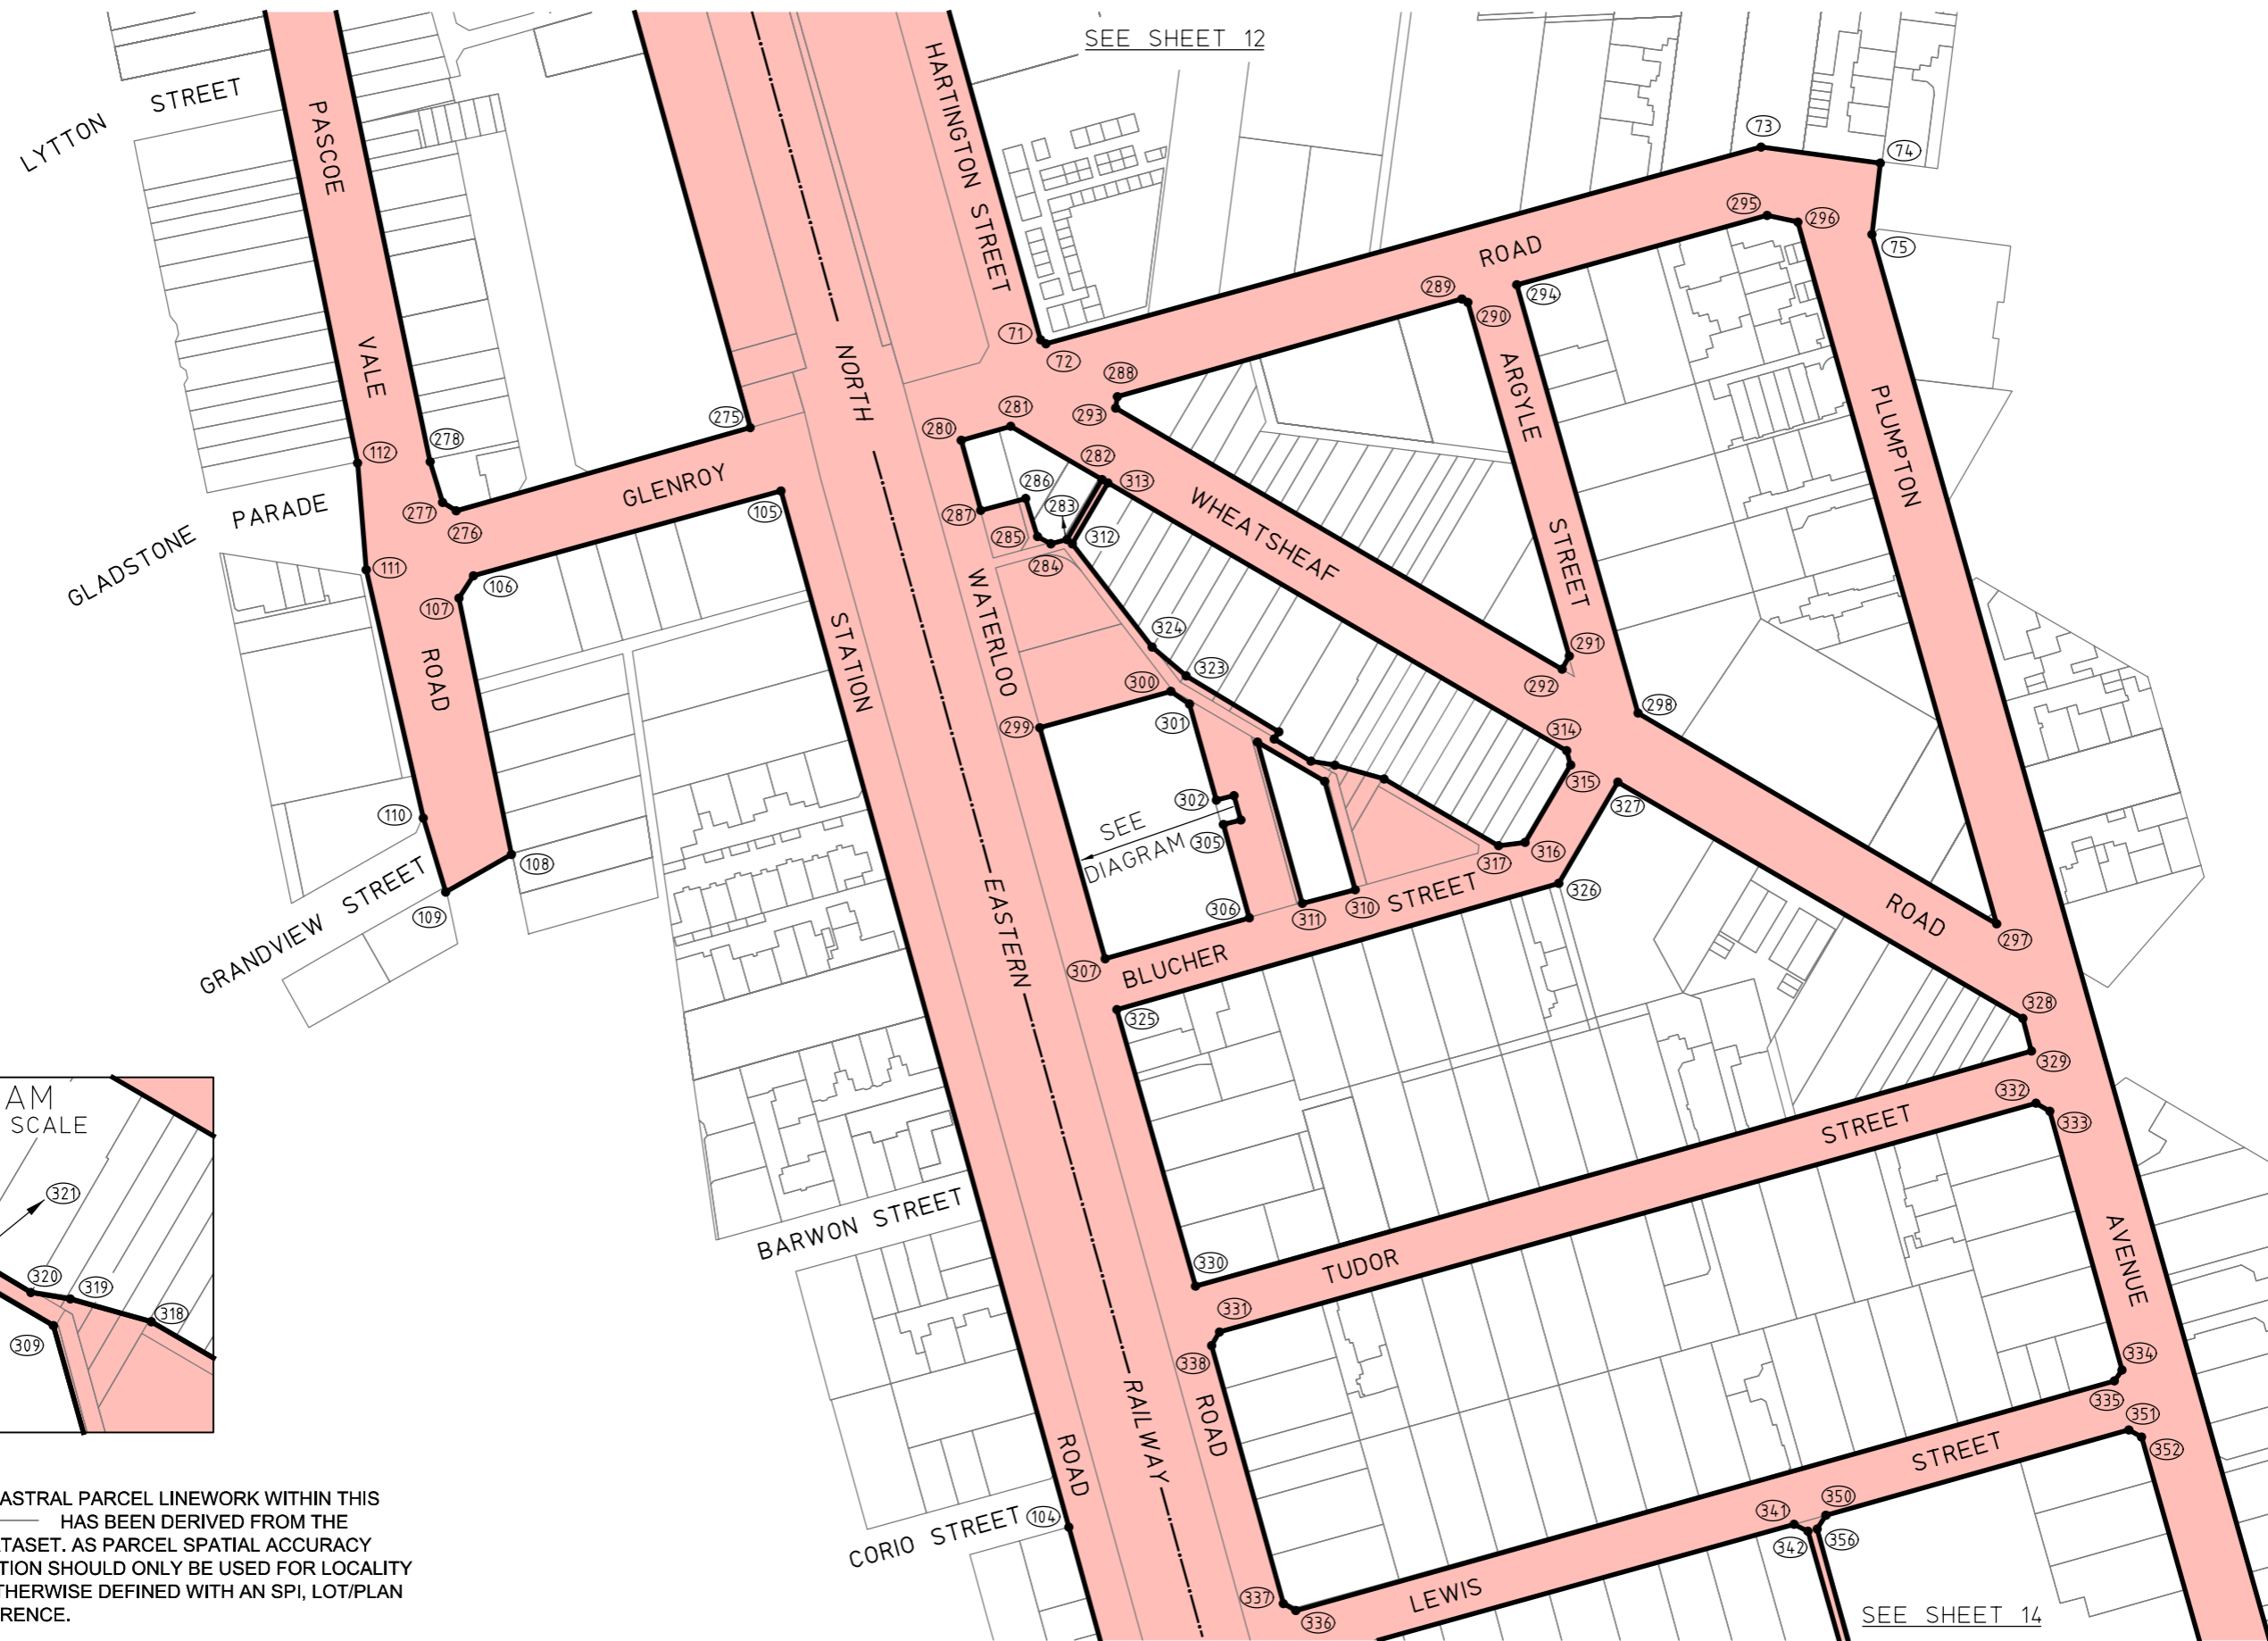 SEE SHEET 12
LYTTON STREET
PASCOE
VALE
ROAD
HARTINGTON STREET
NORTH
EASTERN
RAILWAY
73
74
75
295
296
ROAD
289
290
294
71
72
ARGYLE
STREET
PLUMPTON
AVENUE
288
293
275
281
280
278
112
282
313
GLENROY
286
283
GLADSTONE PARADE
277
276
105
287
285
312
284
WHEATSHEAF
ROAD
111
106
107
WATERLOO
ROAD
STATION
ROAD
324
323
300
291
292
298
299
301
314
315
327
302
SEE
DIAGRAM
305
110
108
GRANDVIEW STREET
109
317
316
326
306
311
310
STREET
BLUCHER
307
297
325
328
329
332
333
STREET
TUDOR
BARWON STREET
330
331
338
334
335
351
352
STREET
LEWIS
341
350
342
356
337
336
CORIO STREET
104
SEE SHEET 14
AM
SCALE
321
320
319
318
309
ASTRAL PARCEL LINEWORK WITHIN THIS
HAS BEEN DERIVED FROM THE
TASET. AS PARCEL SPATIAL ACCURACY
TION SHOULD ONLY BE USED FOR LOCALITY
THERWISE DEFINED WITH AN SPI, LOT/PLAN
RENCE.